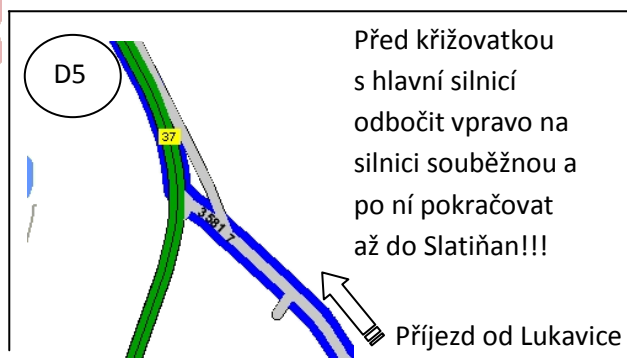 D5
Před křižovatkou
s hlavní silnicí
odbočit vpravo na
silnici souběžnou a
po ní pokračovat
až do Slatiňan!!!
37
3581 7
Příjezd od Lukavice